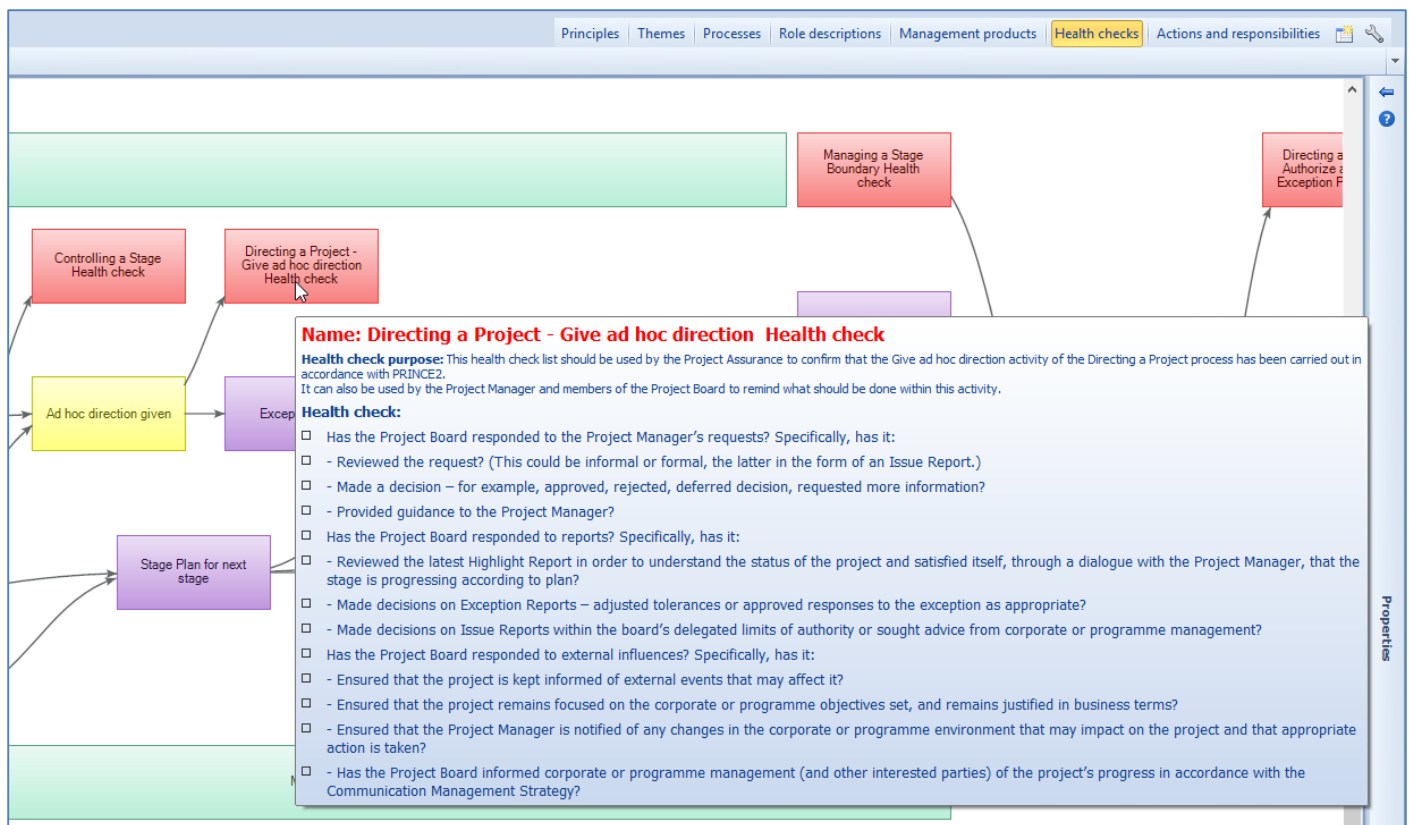 Principles Themes Processes Role descriptions Management products Health checks Actions and responsibilities
Managing a Stage
Boundary Health
check
Directing a
Authorize a
Exception P
Controlling a Stage
Health check
Directing a Project -
Give ad hoc direction
Health check
Ad hoc direction given
Excep
Stage Plan for next
stage
Name: Directing a Project - Give ad hoc direction Health check
Health check purpose: This health check list should be used by the Project Assurance to confirm that the Give ad hoc direction activity of the Directing a Project process has been carried out in
accordance with PRINCE2.
It can also be used by the Project Manager and members of the Project Board to remind what should be done within this activity.
Health check:
Has the Project Board responded to the Project Manager's requests? Specifically, has it:
- Reviewed the request? (This could be informal or formal, the latter in the form of an Issue Report.)
- Made a decision – for example, approved, rejected, deferred decision, requested more information?
- Provided guidance to the Project Manager?
Has the Project Board responded to reports? Specifically, has it:
- Reviewed the latest Highlight Report in order to understand the status of the project and satisfied itself, through a dialogue with the Project Manager, that the
stage is progressing according to plan?
- Made decisions on Exception Reports – adjusted tolerances or approved responses to the exception as appropriate?
- Made decisions on Issue Reports within the board's delegated limits of authority or sought advice from corporate or programme management?
Has the Project Board responded to external influences? Specifically, has it:
- Ensured that the project is kept informed of external events that may affect it?
- Ensured that the project remains focused on the corporate or programme objectives set, and remains justified in business terms?
- Ensured that the Project Manager is notified of any changes in the corporate or programme environment that may impact on the project and that appropriate
action is taken?
- Has the Project Board informed corporate or programme management (and other interested parties) of the project's progress in accordance with the
Communication Management Strategy?
Properties